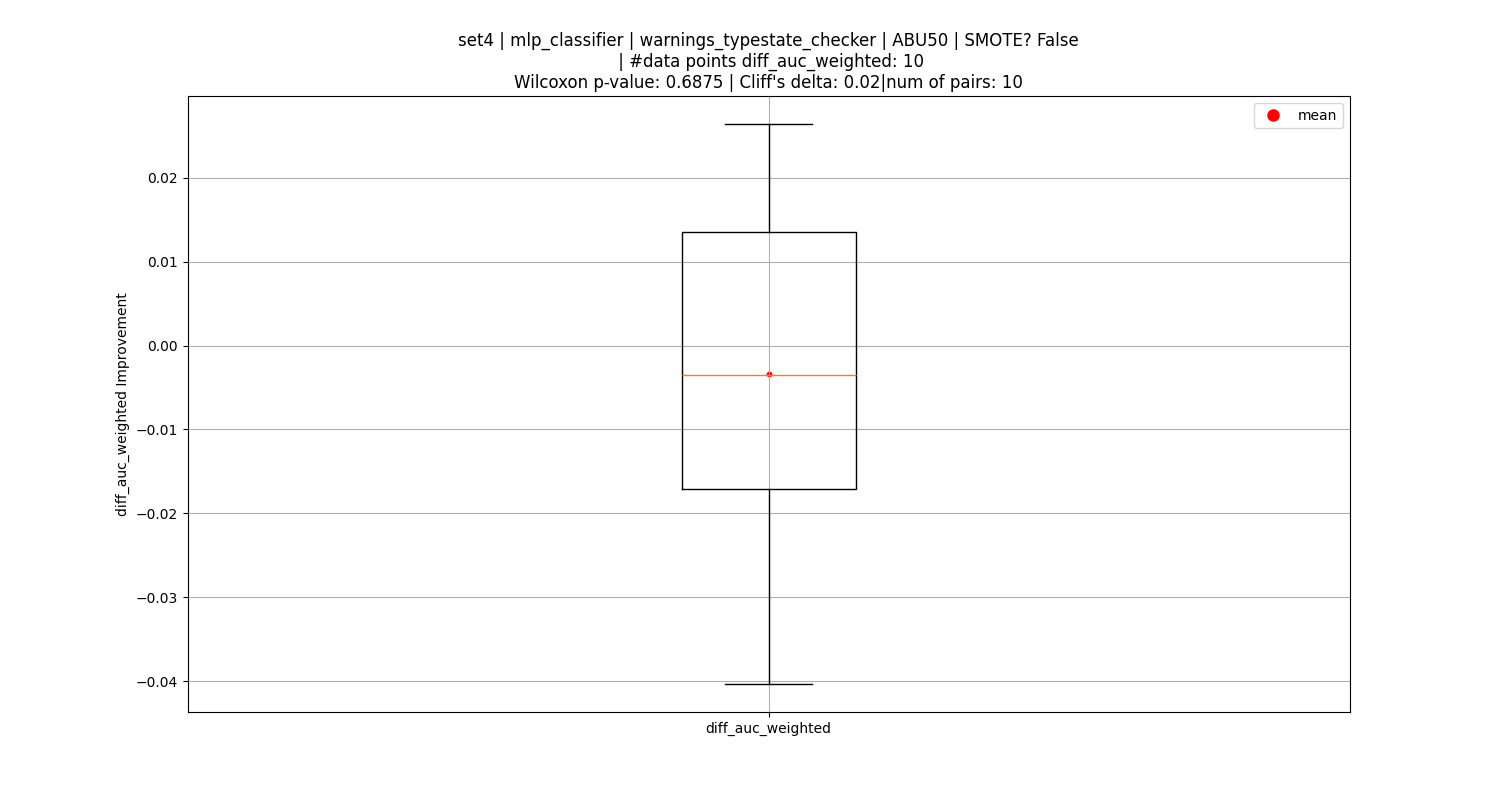 set4 | mlp_classifier | warnings_typestate_checker | ABU50 | SMOTE? False
| #data points diff_auc_weighted: 10
Wilcoxon p-value: 0.6875 | Cliff's delta: 0.02|num of pairs: 10
mean
0.02
0.01
0.00
−0.01
−0.02
−0.03
−0.04
diff_auc_weighted Improvement
diff_auc_weighted